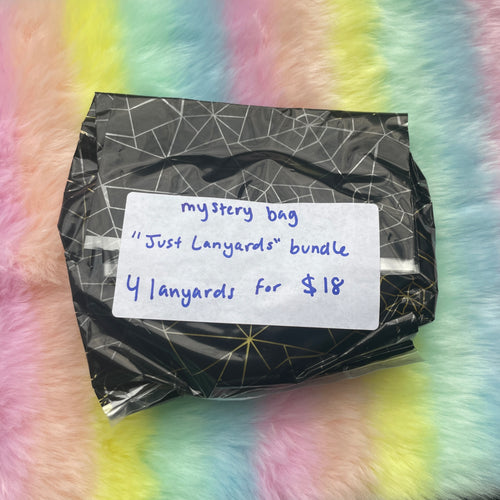 mystery bag
"Just Lanyards" bundle
4 lanyards for $18